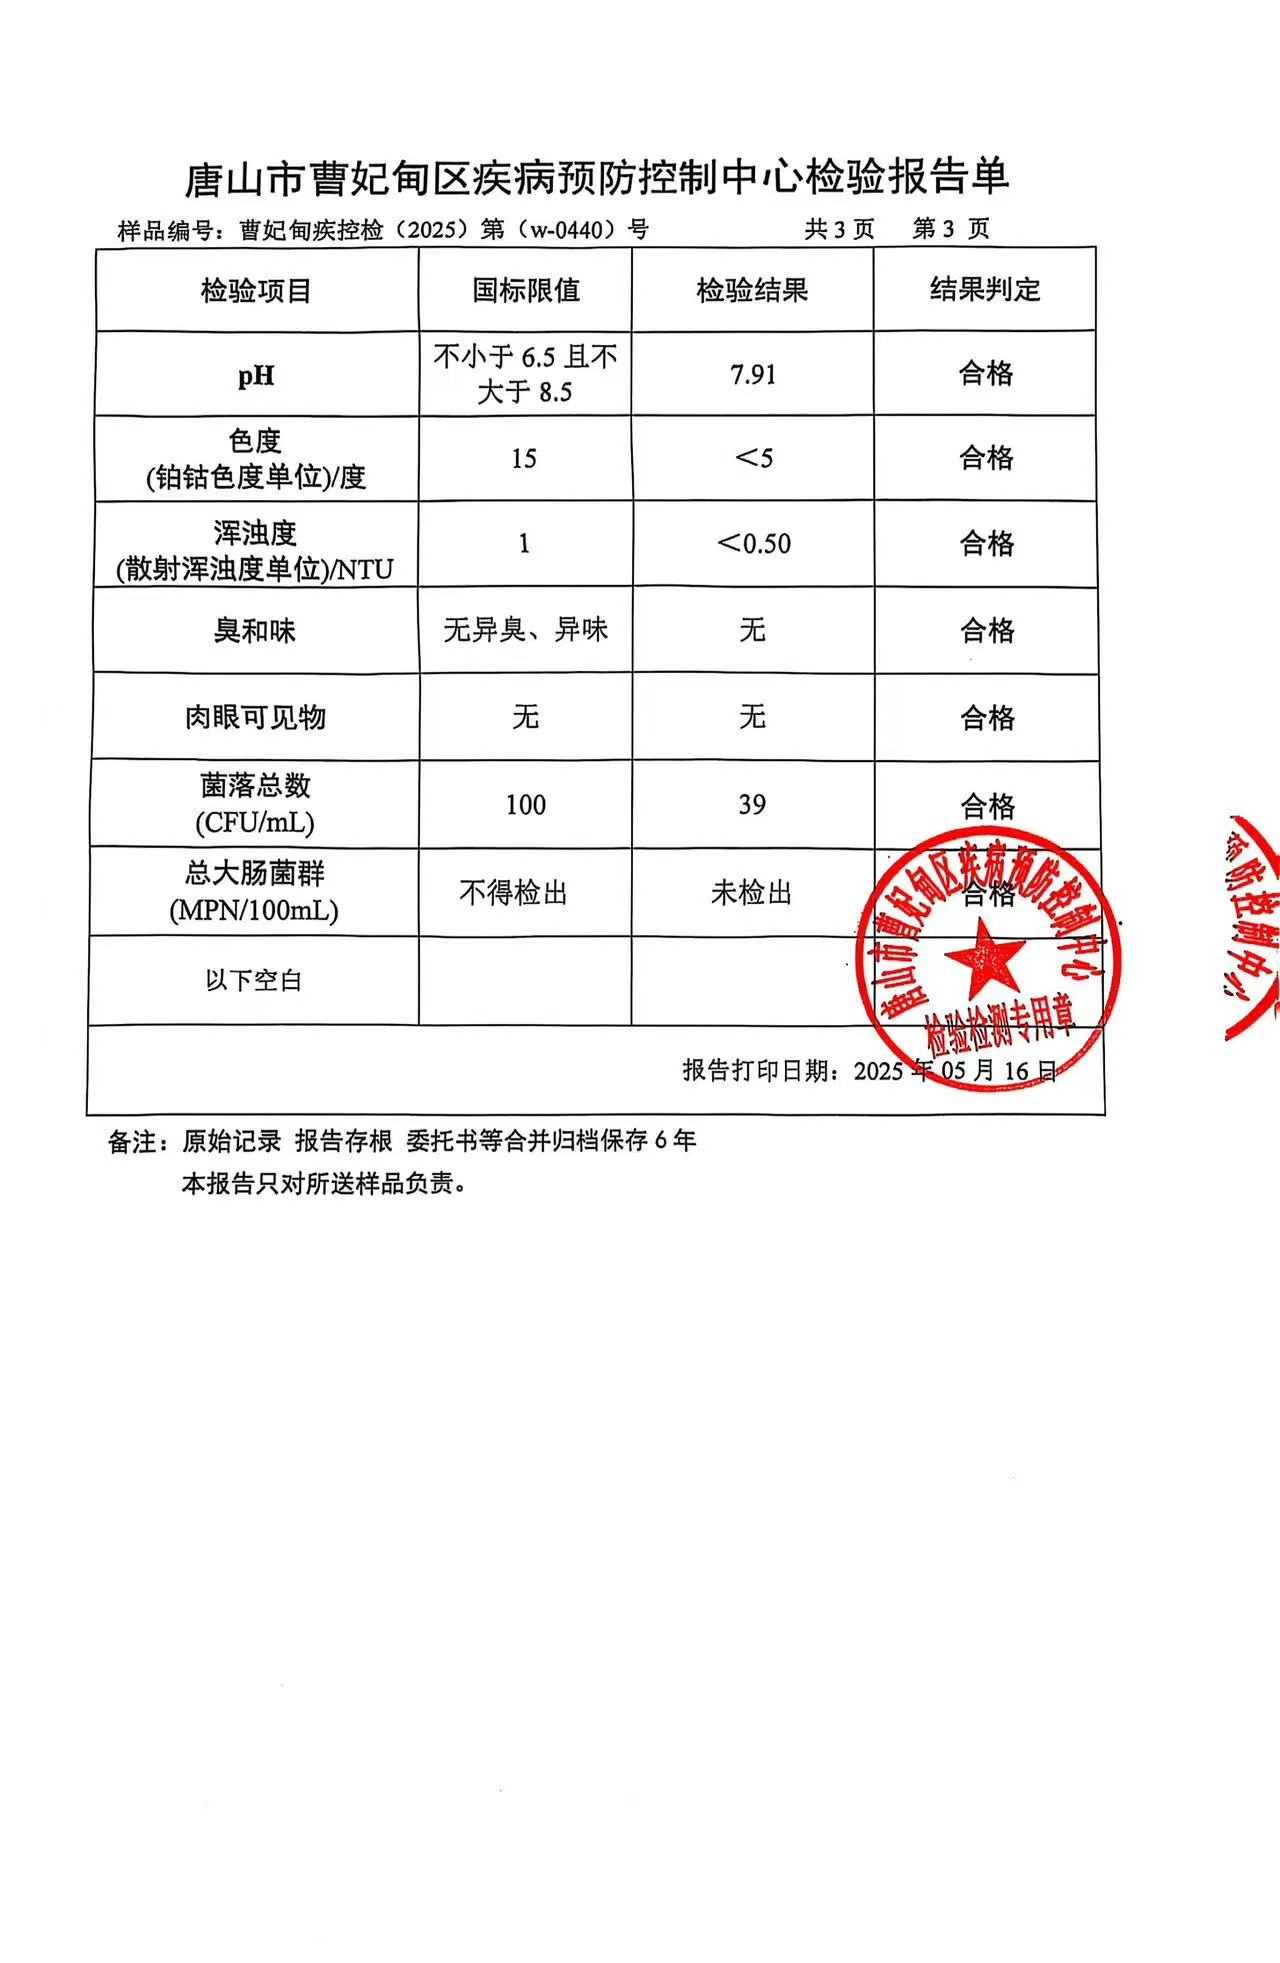 唐山市曹妃甸区疾病预防控制中心检验报告单
样品编号：曹妃甸疾控检（2025）第（w-0440）号 共 3 页 第 3 页
检验项目 国标限值 检验结果 结果判定
pH 不小于 6.5 且不大于 8.5 7.91 合格
色度
(铂钴色度单位)/度 15 <5 合格
浑浊度
(散射浑浊度单位)/NTU 1 <0.50 合格
臭和味 无异臭、异味 无 合格
肉眼可见物 无 无 合格
菌落总数
(CFU/mL) 100 39 合格
总大肠菌群
(MPN/100mL) 不得检出 未检出 合格
以下空白
唐山市曹妃甸区疾病预防控制中心
检验检测专用章
报告打印日期：2025 年 05 月 16 日
备注：原始记录 报告存根 委托书等合并归档保存 6 年
本报告只对所送样品负责。
防控制中心